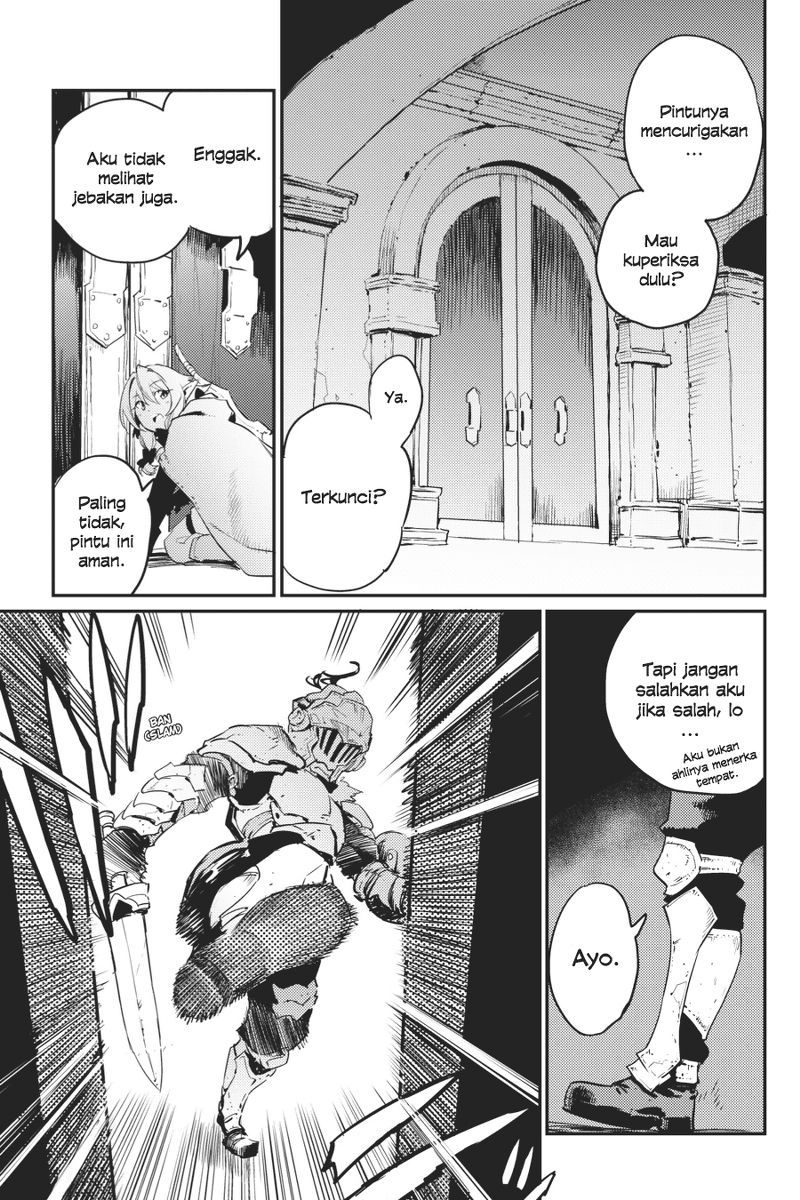 Pintunya
mencurigakan
...
Mau
kuperiksa
dulu?
Ya.
Terkunci?
Enggak.
Aku tidak
melihat
jebakan juga.
Paling
tidak,
pintu ini
aman.
Tapi jangan
salahkan aku
jika salah, lo
...
Aku bukan
ahlinya menerka
tempat.
Ayo.
BAN
(SLAM)